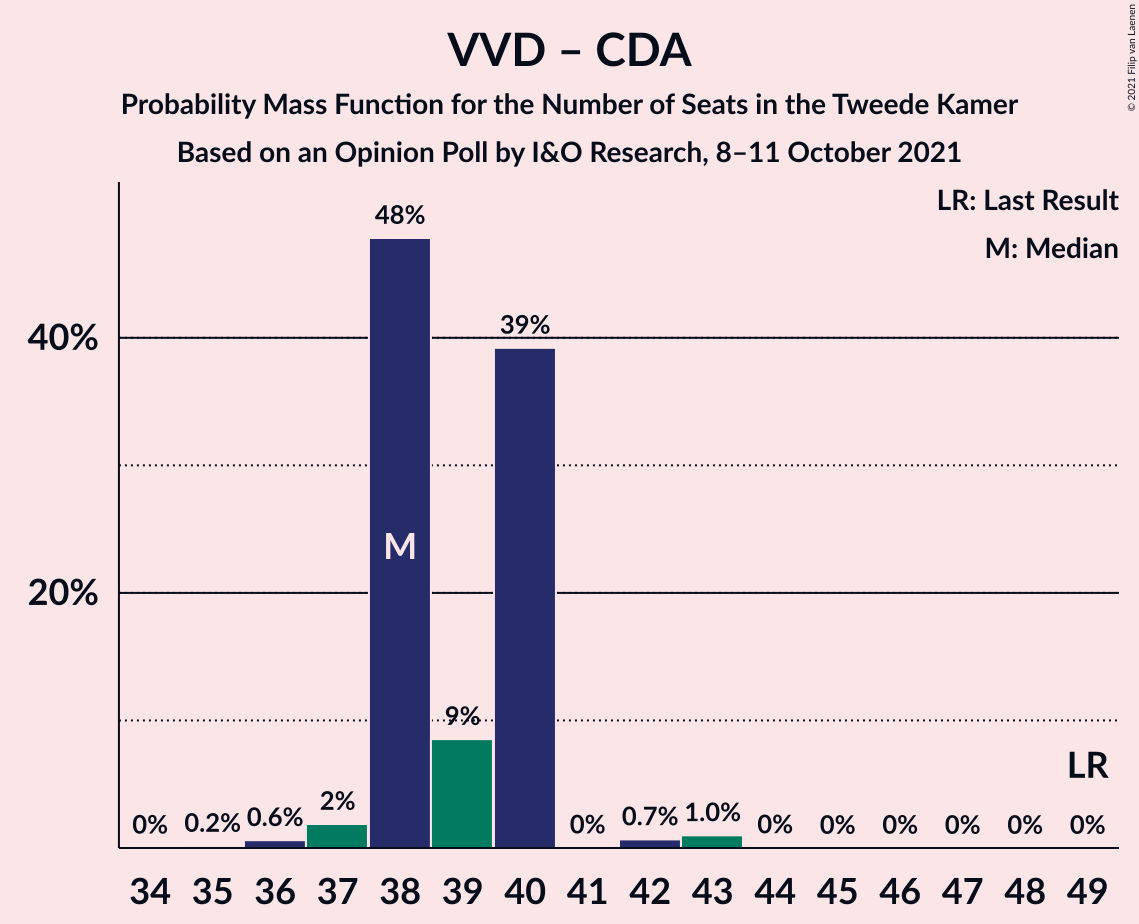 VVD – CDA
Probability Mass Function for the Number of Seats in the Tweede Kamer
Based on an Opinion Poll by I&O Research, 8–11 October 2021
© 2021 Filip van Laenen
LR: Last Result
M: Median
40%
20%
0%
0.2%
0.6%
2%
48%
M
9%
39%
0%
0.7%
1.0%
0%
0%
0%
0%
0%
0%
LR
34 35 36 37 38 39 40 41 42 43 44 45 46 47 48 49